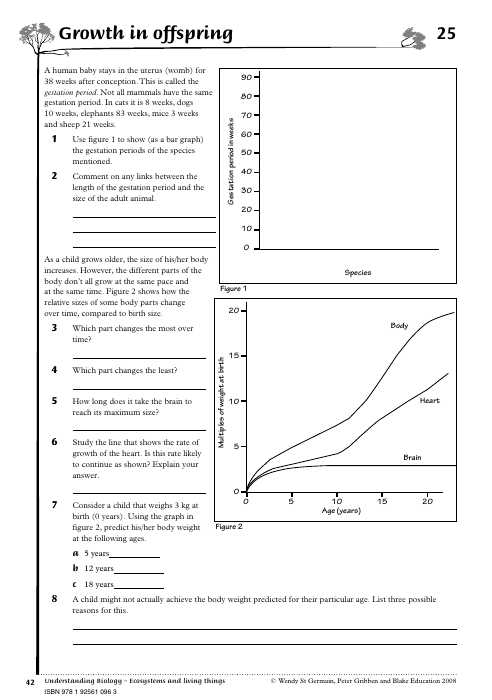 Growth in offspring
25
A human baby stays in the uterus (womb) for
38 weeks after conception. This is called the
gestation period. Not all mammals have the same
gestation period. In cats it is 8 weeks, dogs
10 weeks, elephants 83 weeks, mice 3 weeks
and sheep 21 weeks.
1 Use figure 1 to show (as a bar graph)
the gestation periods of the species
mentioned.
2 Comment on any links between the
length of the gestation period and the
size of the adult animal.
Gestation period in weeks
90
80
70
60
50
40
30
20
10
0
Species
Figure 1
As a child grows older, the size of his/her body
increases. However, the different parts of the
body don't all grow at the same pace and
at the same time. Figure 2 shows how the
relative sizes of some body parts change
over time, compared to birth size.
3 Which part changes the most over
time?
4 Which part changes the least?
5 How long does it take the brain to
reach its maximum size?
6 Study the line that shows the rate of
growth of the heart. Is this rate likely
to continue as shown? Explain your
answer.
7 Consider a child that weighs 3 kg at
birth (0 years). Using the graph in
figure 2, predict his/her body weight
at the following ages.
a 5 years
b 12 years
c 18 years
Multiples of weight at birth
20
15
10
5
0
Body
Heart
Brain
0 5 10 15 20
Age (years)
Figure 2
8 A child might not actually achieve the body weight predicted for their particular age. List three possible
reasons for this.
42 Understanding Biology – Ecosystems and living things © Wendy St Germain, Peter Gribben and Blake Education 2008
ISBN 978 1 92561 096 3